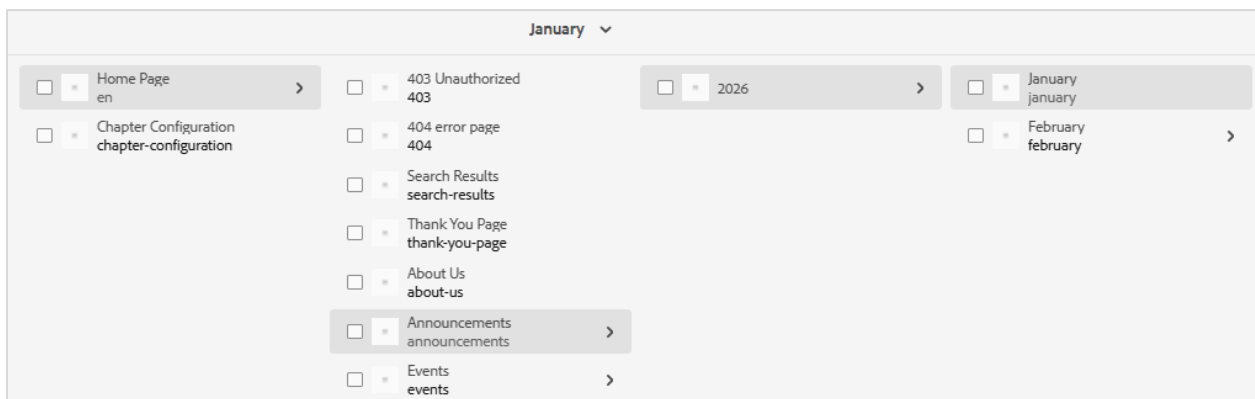 January
Home Page
en
Chapter Configuration
chapter-configuration
403 Unauthorized
403
404 error page
404
Search Results
search-results
Thank You Page
thank-you-page
About Us
about-us
Announcements
announcements
Events
events
2026
January
january
February
february